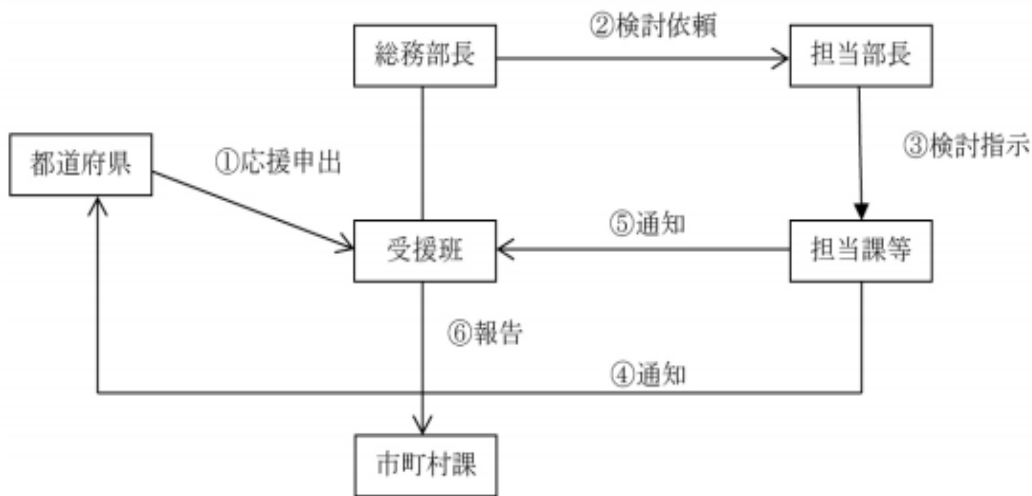 ②検討依頼
総務部長
担当部長
③検討指示
①応援申出
都道府県
⑤通知
受援班
担当課等
⑥報告
④通知
市町村課